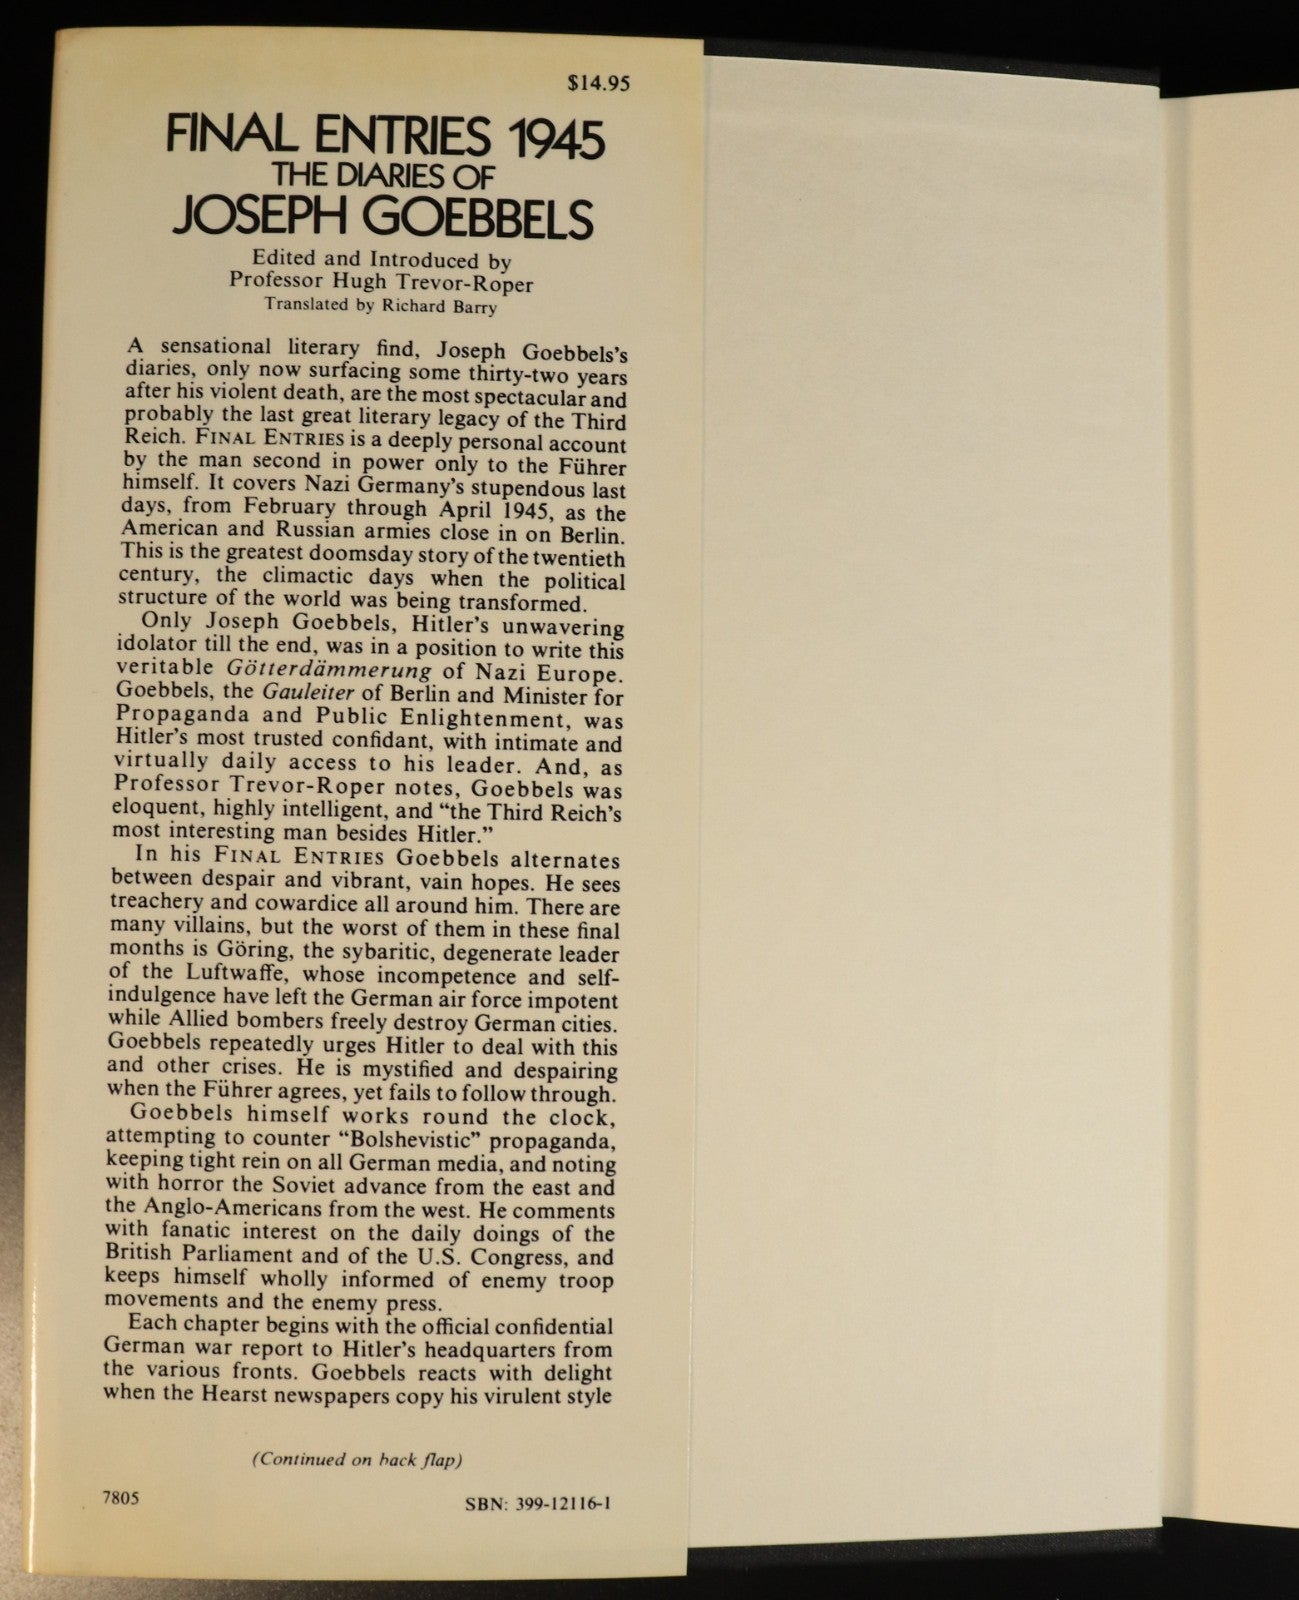 $14.95
FINAL ENTRIES 1945
THE DIARIES OF
JOSEPH GOEBBELS
Edited and Introduced by
Professor Hugh Trevor-Roper
Translated by Richard Barry
A sensational literary find, Joseph Goebbels's
diaries, only now surfacing some thirty-two years
after his violent death, are the most spectacular and
probably the last great literary legacy of the Third
Reich. FINAL ENTRIES is a deeply personal account
by the man second in power only to the Führer
himself. It covers Nazi Germany's stupendous last
days, from February through April 1945, as the
American and Russian armies close in on Berlin.
This is the greatest doomsday story of the twentieth
century, the climactic days when the political
structure of the world was being transformed.
Only Joseph Goebbels, Hitler's unwavering
idolator till the end, was in a position to write this
veritable Götterdämmerung of Nazi Europe.
Goebbels, the Gauleiter of Berlin and Minister for
Propaganda and Public Enlightenment, was
Hitler's most trusted confidant, with intimate and
virtually daily access to his leader. And, as
Professor Trevor-Roper notes, Goebbels was
eloquent, highly intelligent, and “the Third Reich's
most interesting man besides Hitler.”
In his FINAL ENTRIES Goebbels alternates
between despair and vibrant, vain hopes. He sees
treachery and cowardice all around him. There are
many villains, but the worst of them in these final
months is Göring, the sybaritic, degenerate leader
of the Luftwaffe, whose incompetence and self-
indulgence have left the German air force impotent
while Allied bombers freely destroy German cities.
Goebbels repeatedly urges Hitler to deal with this
and other crises. He is mystified and despairing
when the Führer agrees, yet fails to follow through.
Goebbels himself works round the clock,
attempting to counter “Bolshevistic” propaganda,
keeping tight rein on all German media, and noting
with horror the Soviet advance from the east and
the Anglo-Americans from the west. He comments
with fanatic interest on the daily doings of the
British Parliament and of the U.S. Congress, and
keeps himself wholly informed of enemy troop
movements and the enemy press.
Each chapter begins with the official confidential
German war report to Hitler's headquarters from
the various fronts. Goebbels reacts with delight
when the Hearst newspapers copy his virulent style
(Continued on back flap)
7805
SBN: 399-12116-1